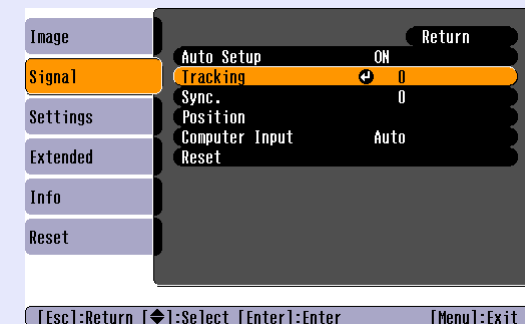 Image
Signal
Settings
Extended
Info
Reset
Return
Auto Setup ON
Tracking 0
Sync. 0
Position
Computer Input Auto
Reset
[Esc]:Return [◆]:Select [Enter]:Enter [Menu]:Exit